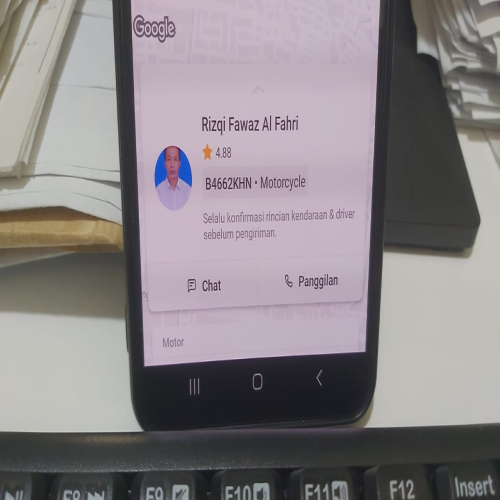 Google
Rizqi Fawaz Al Fahri
4.88
B4662KHN • Motorcycle
Selalu konfirmasi rincian kendaraan & driver
sebelum pengiriman.
Chat
Panggilan
Motor
F8
F9
F10
F11
F12
Insert